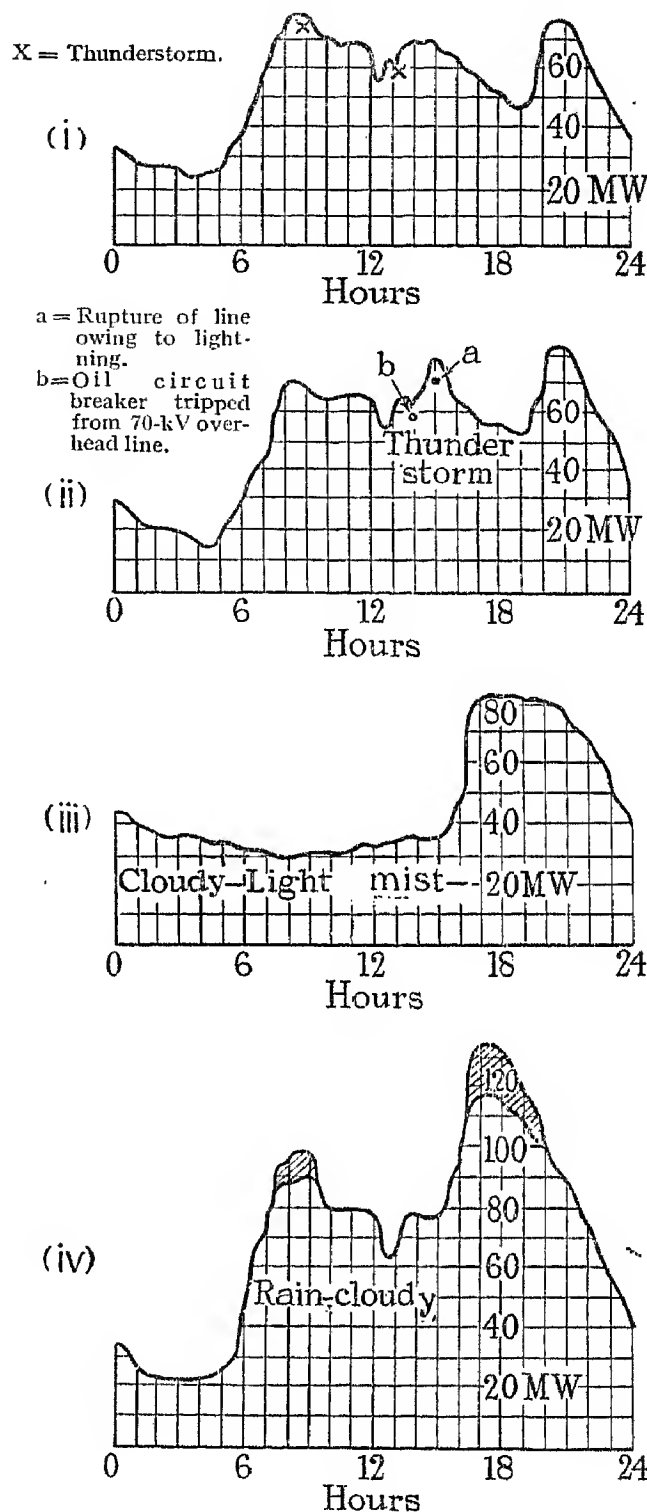 X = Thunderstorm.
×
×
(i)
60
40
20 MW
0 6 12 18 24
Hours
a = Rupture of line
owing to light-
ning.
b = Oil circuit
breaker tripped
from 70-kV over-
head line.
b a
Thunder
storm
(ii)
60
40
20 MW
0 6 12 18 24
Hours
(iii)
80
60
40
Cloudy–Light mist– 20 MW
0 6 12 18 24
Hours
(iv)
120
100
80
60
Rain-cloudy
40
20 MW
0 6 12 18 24
Hours